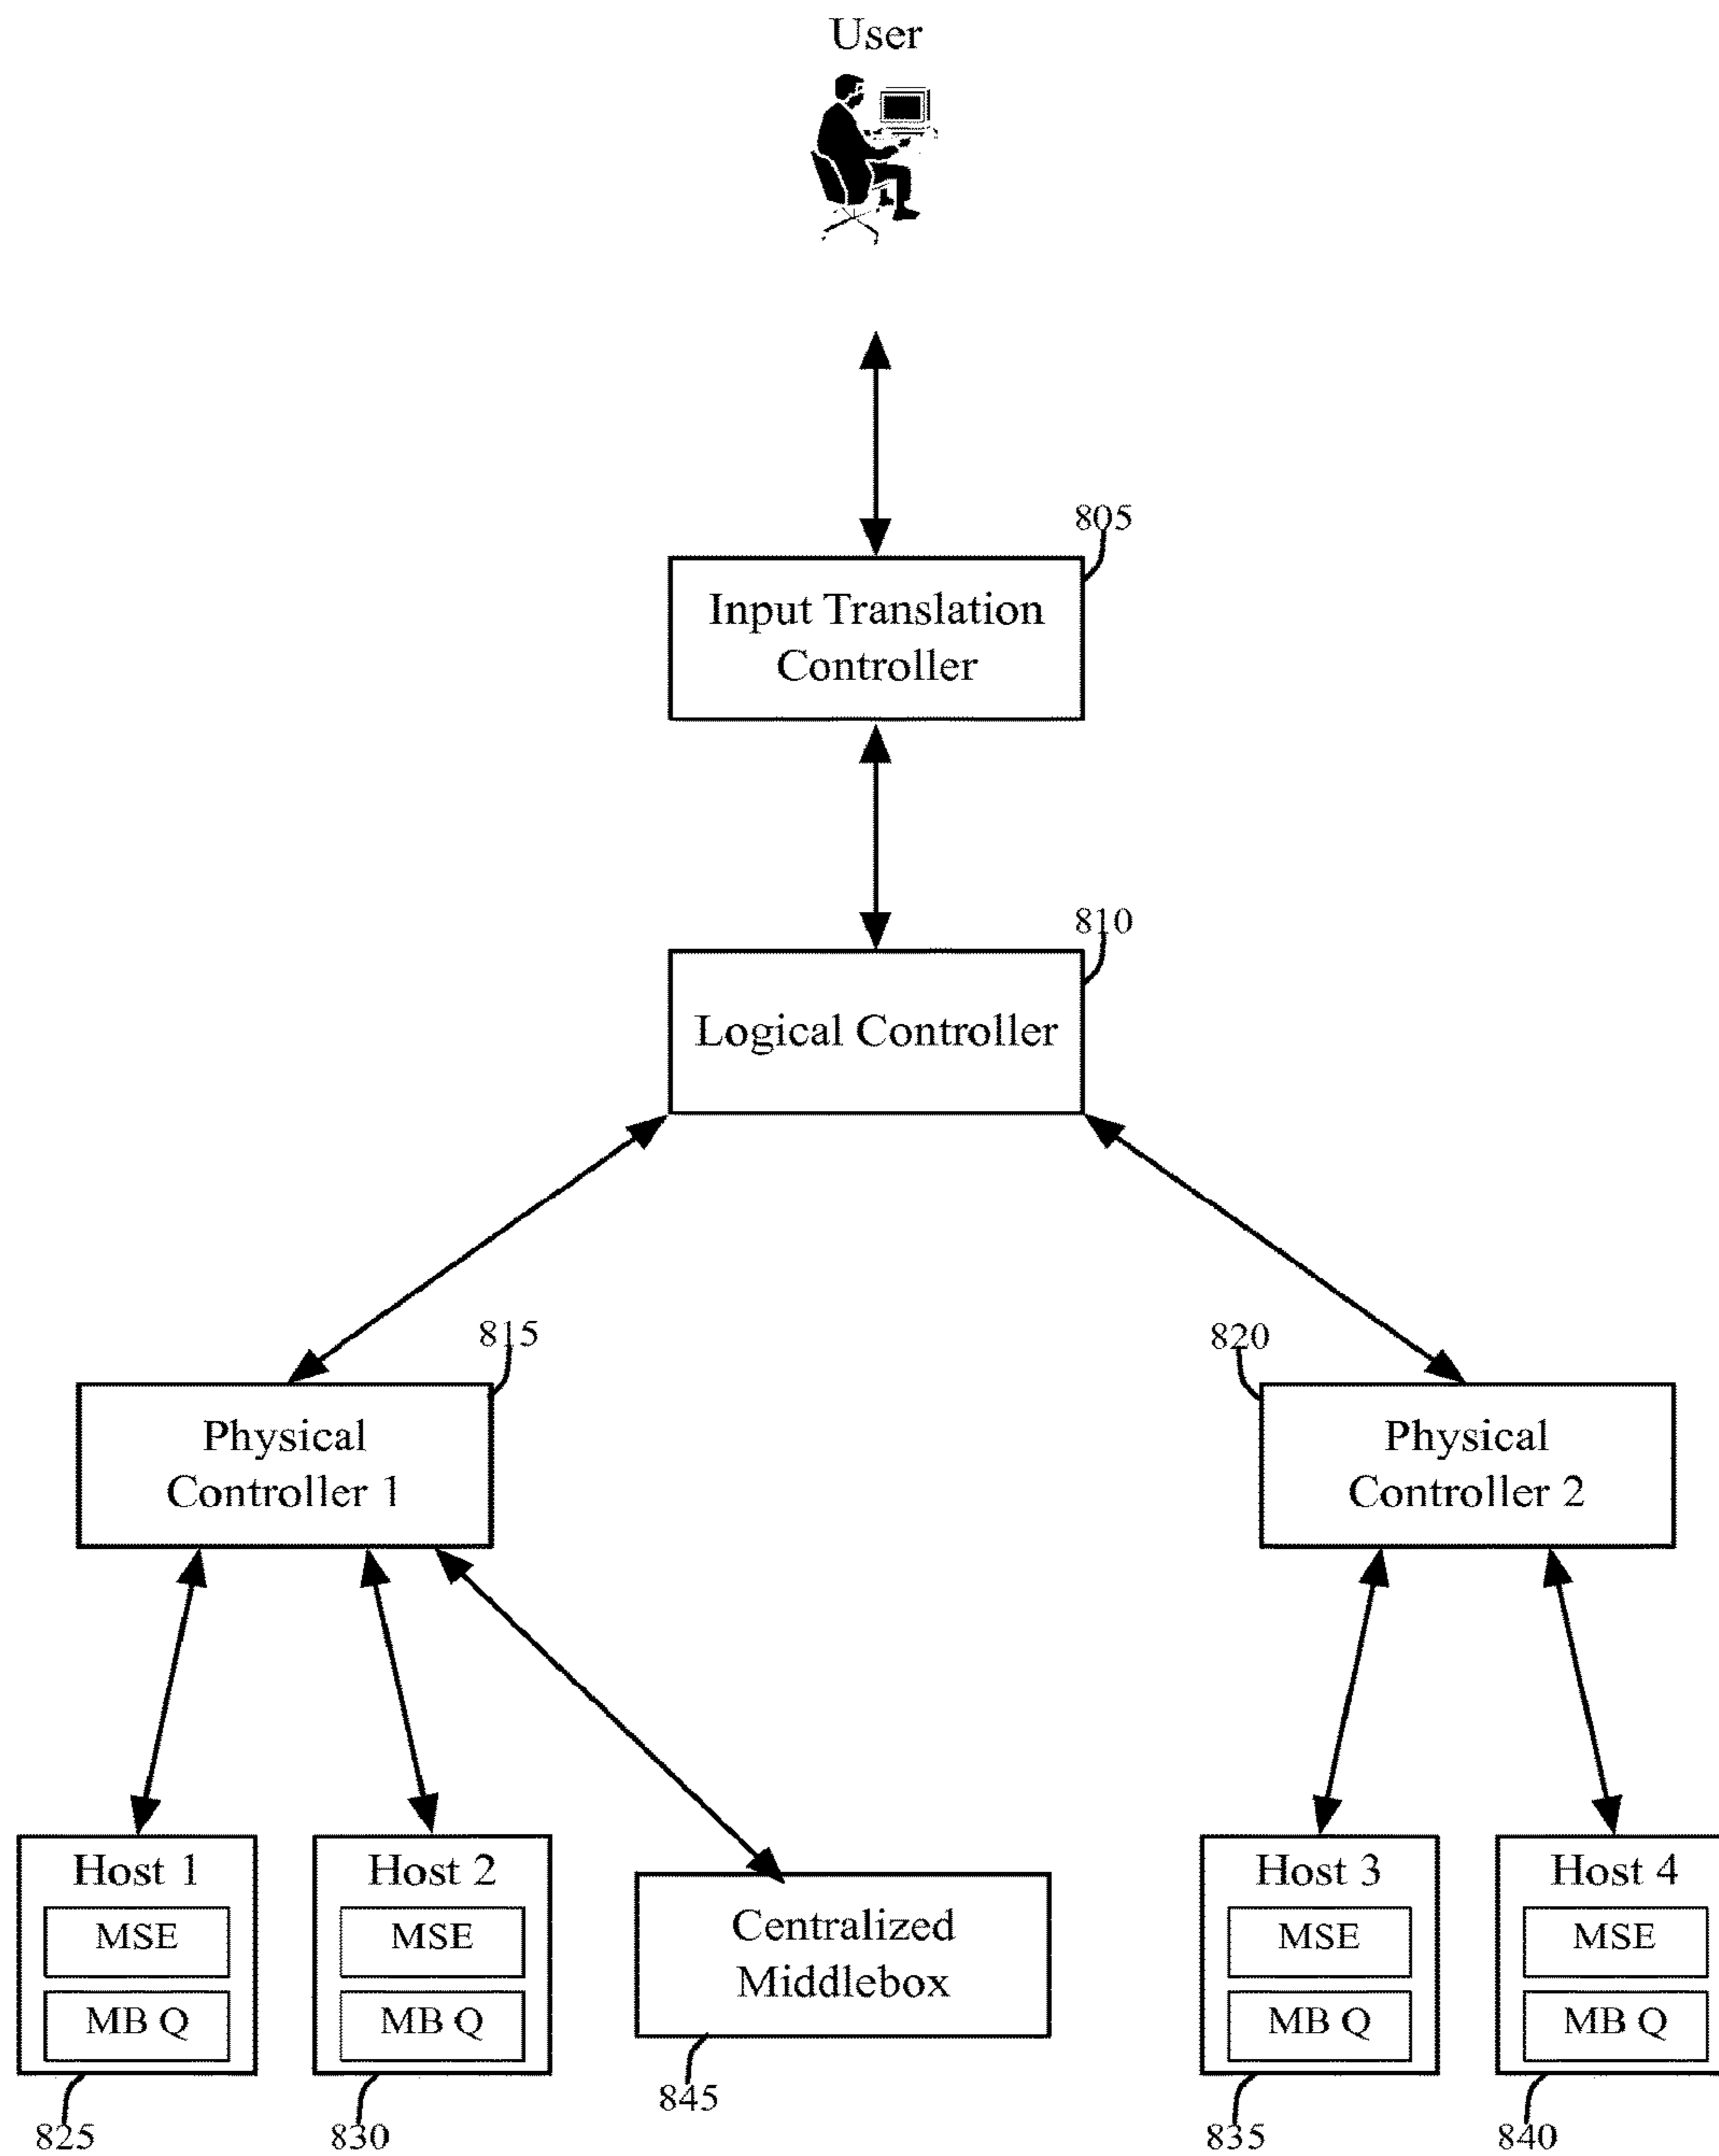 User
805
Input Translation
Controller
810
Logical Controller
815
820
Physical
Controller 1
Physical
Controller 2
Host 1
MSE
MB Q
Host 2
MSE
MB Q
Centralized
Middlebox
Host 3
MSE
MB Q
Host 4
MSE
MB Q
825
830
845
835
840